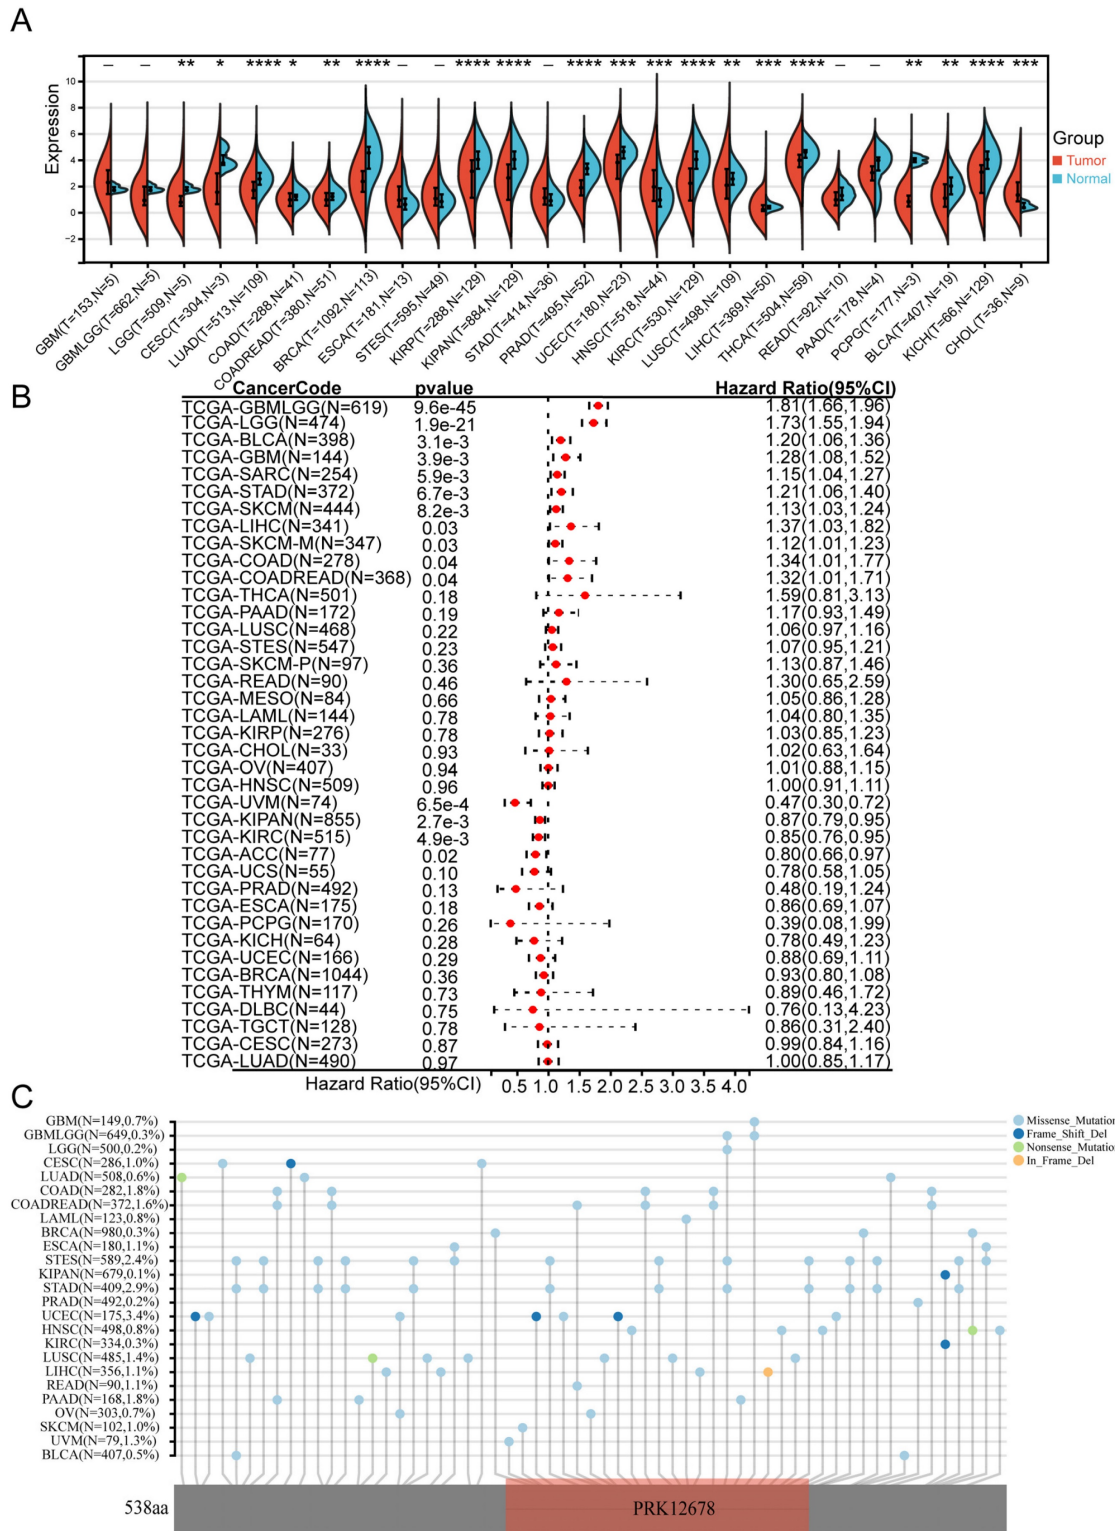 A
– – ** * **** * ** **** – – **** **** – **** *** *** **** ** *** **** – – ** ** **** ***
Expression
10
8
6
4
2
0
−2
Group
Tumor
Normal
GBM(T=153,N=5)
GBMLGG(T=662,N=5)
LGG(T=509,N=5)
CESC(T=304,N=3)
LUAD(T=513,N=109)
COAD(T=288,N=41)
COADREAD(T=380,N=51)
BRCA(T=1092,N=113)
ESCA(T=181,N=13)
STES(T=595,N=49)
KIRP(T=288,N=129)
KIPAN(T=884,N=129)
STAD(T=414,N=36)
PRAD(T=495,N=52)
UCEC(T=180,N=23)
HNSC(T=518,N=44)
KIRC(T=530,N=129)
LUSC(T=498,N=109)
LIHC(T=369,N=50)
THCA(T=504,N=59)
READ(T=92,N=10)
PAAD(T=178,N=4)
PCPG(T=177,N=3)
BLCA(T=407,N=19)
KICH(T=66,N=129)
CHOL(T=36,N=9)
B
CancerCode pvalue Hazard Ratio(95%CI)
TCGA-GBMLGG(N=619) 9.6e-45 1.81(1.66,1.96)
TCGA-LGG(N=474) 1.9e-21 1.73(1.55,1.94)
TCGA-BLCA(N=398) 3.1e-3 1.20(1.06,1.36)
TCGA-GBM(N=144) 3.9e-3 1.28(1.08,1.52)
TCGA-SARC(N=254) 5.9e-3 1.15(1.04,1.27)
TCGA-STAD(N=372) 6.7e-3 1.21(1.06,1.40)
TCGA-SKCM(N=444) 8.2e-3 1.13(1.03,1.24)
TCGA-LIHC(N=341) 0.03 1.37(1.03,1.82)
TCGA-SKCM-M(N=347) 0.03 1.12(1.01,1.23)
TCGA-COAD(N=278) 0.04 1.34(1.01,1.77)
TCGA-COADREAD(N=368) 0.04 1.32(1.01,1.71)
TCGA-THCA(N=501) 0.18 1.59(0.81,3.13)
TCGA-PAAD(N=172) 0.19 1.17(0.93,1.49)
TCGA-LUSC(N=468) 0.22 1.06(0.97,1.16)
TCGA-STES(N=547) 0.23 1.07(0.95,1.21)
TCGA-SKCM-P(N=97) 0.36 1.13(0.87,1.46)
TCGA-READ(N=90) 0.46 1.30(0.65,2.59)
TCGA-MESO(N=84) 0.66 1.05(0.86,1.28)
TCGA-LAML(N=144) 0.78 1.04(0.80,1.35)
TCGA-KIRP(N=276) 0.78 1.03(0.85,1.23)
TCGA-CHOL(N=33) 0.93 1.02(0.63,1.64)
TCGA-OV(N=407) 0.94 1.01(0.88,1.15)
TCGA-HNSC(N=509) 0.96 1.00(0.91,1.11)
TCGA-UVM(N=74) 6.5e-4 0.47(0.30,0.72)
TCGA-KIPAN(N=855) 2.7e-3 0.87(0.79,0.95)
TCGA-KIRC(N=515) 4.9e-3 0.85(0.76,0.95)
TCGA-ACC(N=77) 0.02 0.80(0.66,0.97)
TCGA-UCS(N=55) 0.10 0.78(0.58,1.05)
TCGA-PRAD(N=492) 0.13 0.48(0.19,1.24)
TCGA-ESCA(N=175) 0.18 0.86(0.69,1.07)
TCGA-PCPG(N=170) 0.26 0.39(0.08,1.99)
TCGA-KICH(N=64) 0.28 0.78(0.49,1.23)
TCGA-UCEC(N=166) 0.29 0.88(0.69,1.11)
TCGA-BRCA(N=1044) 0.36 0.93(0.80,1.08)
TCGA-THYM(N=117) 0.73 0.89(0.46,1.72)
TCGA-DLBC(N=44) 0.75 0.76(0.13,4.23)
TCGA-TGCT(N=128) 0.78 0.86(0.31,2.40)
TCGA-CESC(N=273) 0.87 0.99(0.84,1.16)
TCGA-LUAD(N=490) 0.97 1.00(0.85,1.17)
Hazard Ratio(95%CI) 0.5 1.0 1.5 2.0 2.5 3.0 3.5 4.0
C
GBM(N=149,0.7%)
GBMLGG(N=649,0.3%)
LGG(N=500,0.2%)
CESC(N=286,1.0%)
LUAD(N=508,0.6%)
COAD(N=282,1.8%)
COADREAD(N=372,1.6%)
LAML(N=123,0.8%)
BRCA(N=980,0.3%)
ESCA(N=180,1.1%)
STES(N=589,2.4%)
KIPAN(N=679,0.1%)
STAD(N=409,2.9%)
PRAD(N=492,0.2%)
UCEC(N=175,3.4%)
HNSC(N=498,0.8%)
KIRC(N=334,0.3%)
LUSC(N=485,1.4%)
LIHC(N=356,1.1%)
READ(N=90,1.1%)
PAAD(N=168,1.8%)
OV(N=303,0.7%)
SKCM(N=102,1.0%)
UVM(N=79,1.3%)
BLCA(N=407,0.5%)
Missense_Mutation
Frame_Shift_Del
Nonsense_Mutatio
In_Frame_Del
538aa
PRK12678